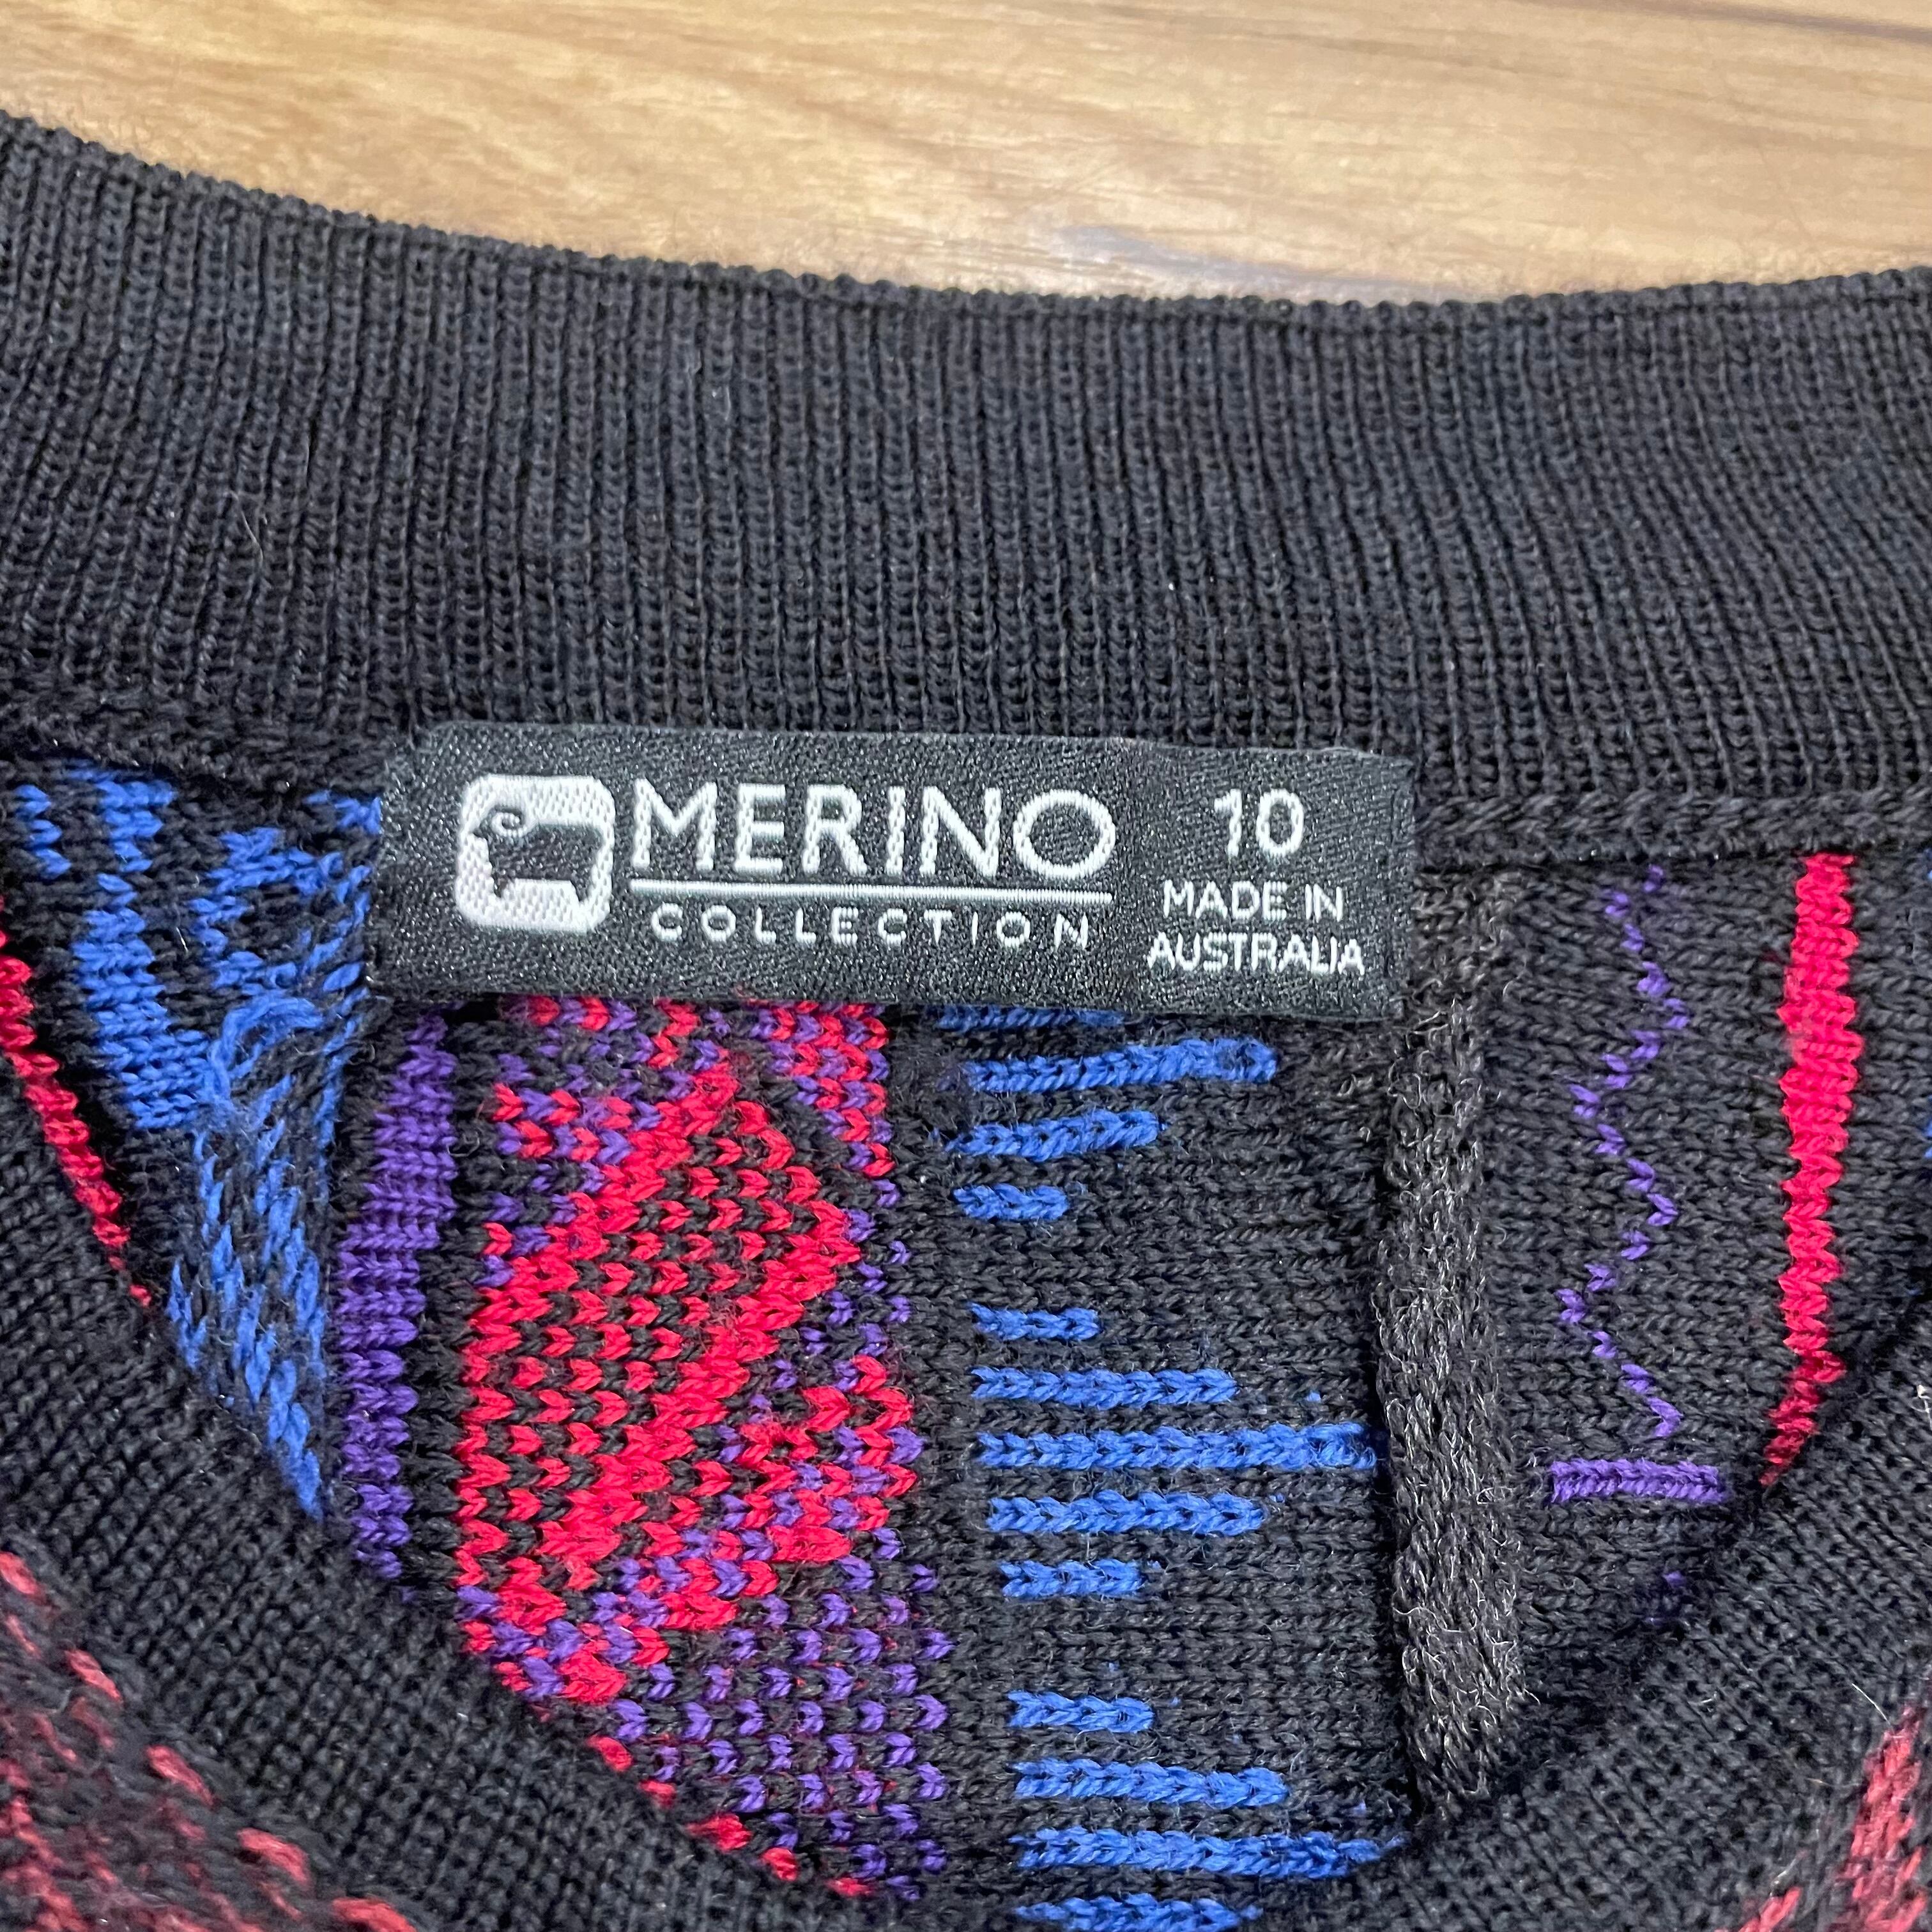 MERINO
COLLECTION
10
MADE IN
AUSTRALIA